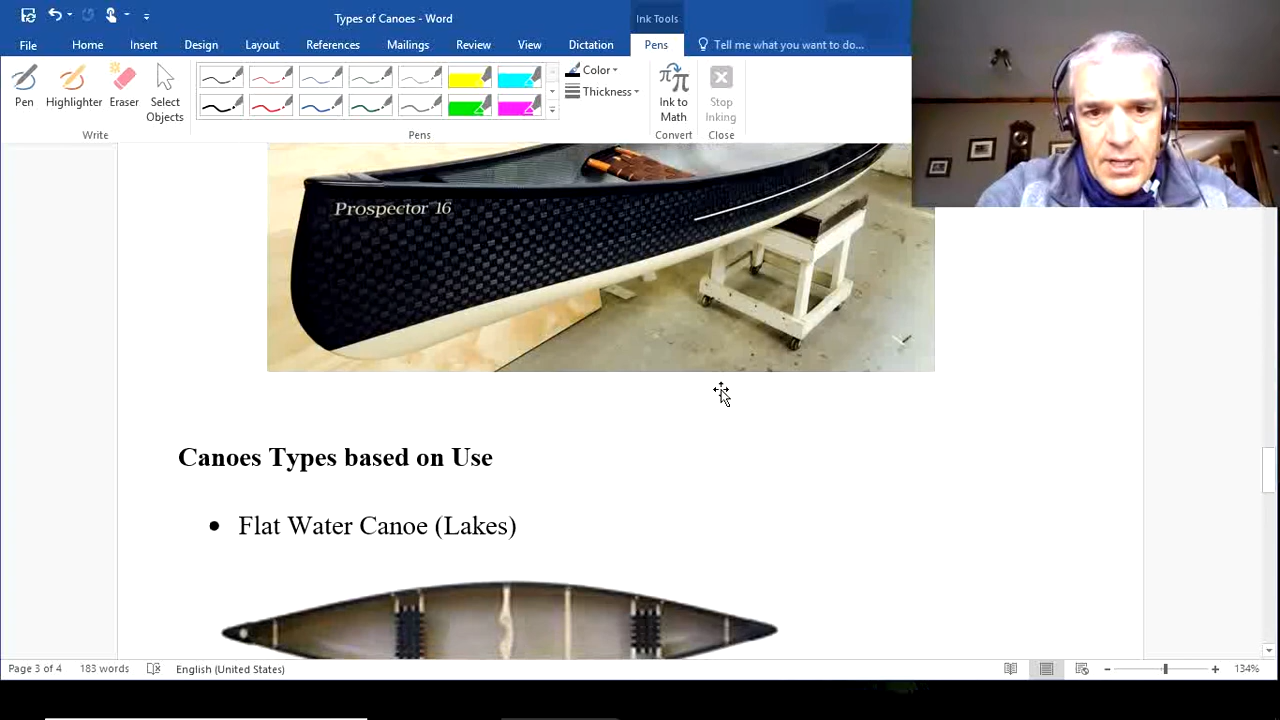 Types of Canoes - Word
Ink Tools
File Home Insert Design Layout References Mailings Review View Dictation Pens Tell me what you want to do...
Pen Highlighter Eraser Select Objects
Color
Thickness
Ink to Math
Stop Inking
Write Pens Convert Close
Prospector 16
Canoes Types based on Use
• Flat Water Canoe (Lakes)
Page 3 of 4 183 words English (United States) 134%